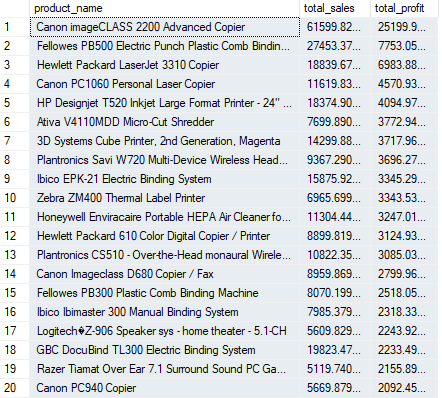 product_name total_sales total_profit
1 Canon imageCLASS 2200 Advanced Copier 61599.82... 25199.9...
2 Fellowes PB500 Electric Punch Plastic Comb Bindin... 27453.37... 7753.05...
3 Hewlett Packard LaserJet 3310 Copier 18839.67... 6983.88...
4 Canon PC1060 Personal Laser Copier 11619.83... 4570.93...
5 HP Designjet T520 Inkjet Large Format Printer - 24" ... 18374.90... 4094.97...
6 Ativa V4110MDD Micro-Cut Shredder 7699.890... 3772.94...
7 3D Systems Cube Printer, 2nd Generation, Magenta 14299.88... 3717.96...
8 Plantronics Savi W720 Multi-Device Wireless Head... 9367.290... 3696.27...
9 Ibico EPK-21 Electric Binding System 15875.92... 3345.29...
10 Zebra ZM400 Thermal Label Printer 6965.699... 3343.53...
11 Honeywell Enviracaire Portable HEPA Air Cleaner fo... 11304.44... 3247.01...
12 Hewlett Packard 610 Color Digital Copier / Printer 8899.819... 3124.93...
13 Plantronics CS510 - Over-the-Head monaural Wirele... 10822.35... 3085.03...
14 Canon Imageclass D680 Copier / Fax 8959.869... 2799.96...
15 Fellowes PB300 Plastic Comb Binding Machine 8070.199... 2518.05...
16 Ibico Ibimaster 300 Manual Binding System 7985.379... 2318.33...
17 Logitech�Z-906 Speaker sys - home theater - 5.1-CH 5609.829... 2243.92...
18 GBC DocuBind TL300 Electric Binding System 19823.47... 2233.49...
19 Razer Tiamat Over Ear 7.1 Surround Sound PC Ga... 5119.740... 2155.89...
20 Canon PC940 Copier 5669.879... 2092.45...